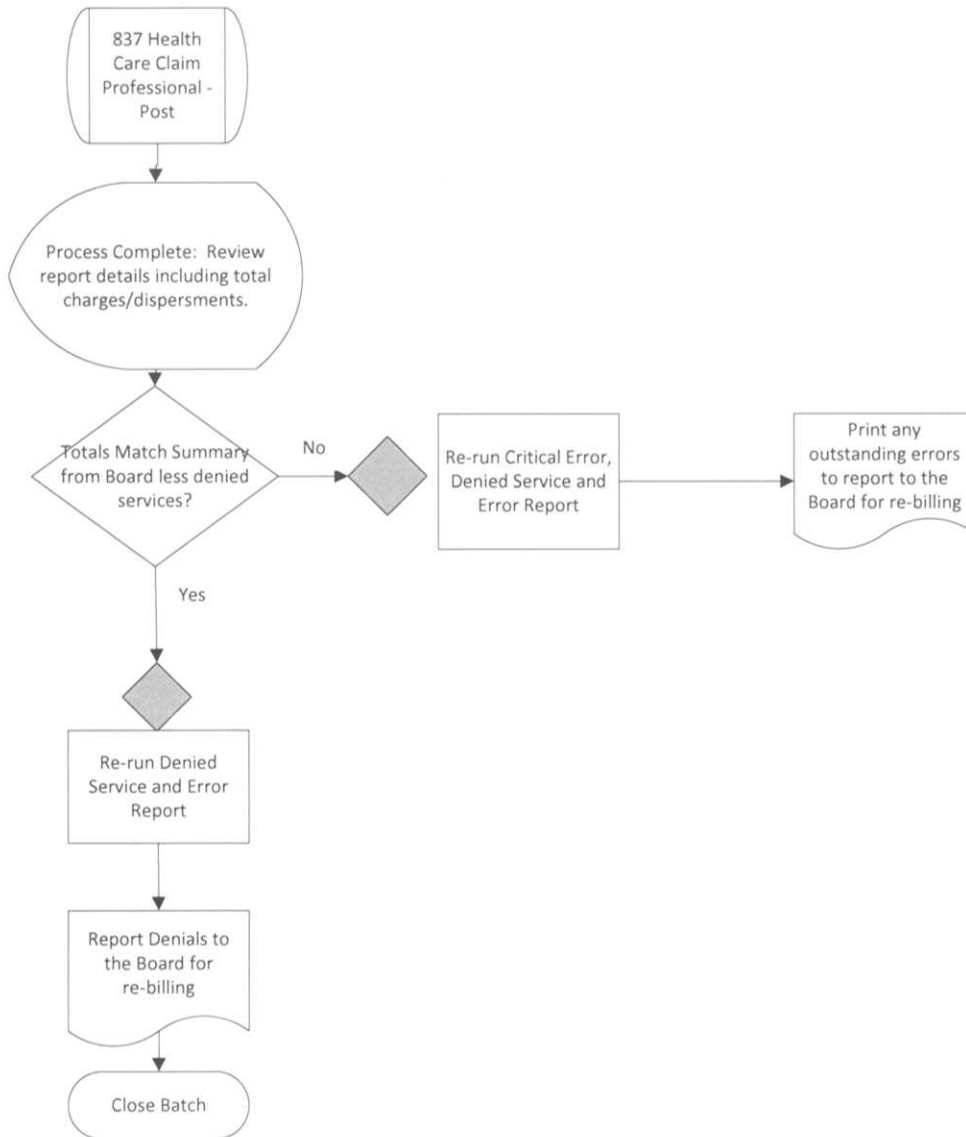 837 Health
Care Claim
Professional -
Post
Process Complete:  Review
report details including total
charges/dispersments.
Totals Match Summary
from Board less denied
services?
No
Re-run Critical Error,
Denied Service and
Error Report
Print any
outstanding errors
to report to the
Board for re-billing
Yes
Re-run Denied
Service and Error
Report
Report Denials to
the Board for
re-billing
Close Batch